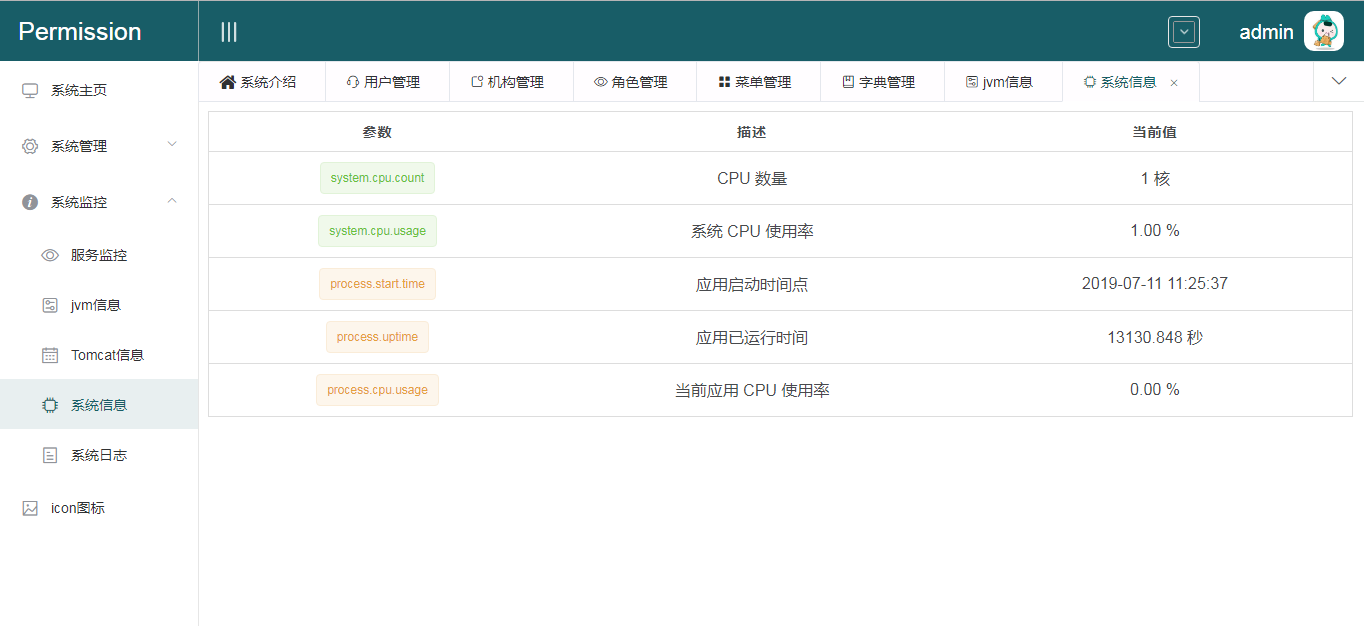 Permission
admin
系统主页
系统管理
系统监控
服务监控
jvm信息
Tomcat信息
系统信息
系统日志
icon图标
系统介绍 用户管理 机构管理 角色管理 菜单管理 字典管理 jvm信息 系统信息
参数 描述 当前值
system.cpu.count CPU 数量 1 核
system.cpu.usage 系统 CPU 使用率 1.00 %
process.start.time 应用启动时间点 2019-07-11 11:25:37
process.uptime 应用已运行时间 13130.848 秒
process.cpu.usage 当前应用 CPU 使用率 0.00 %